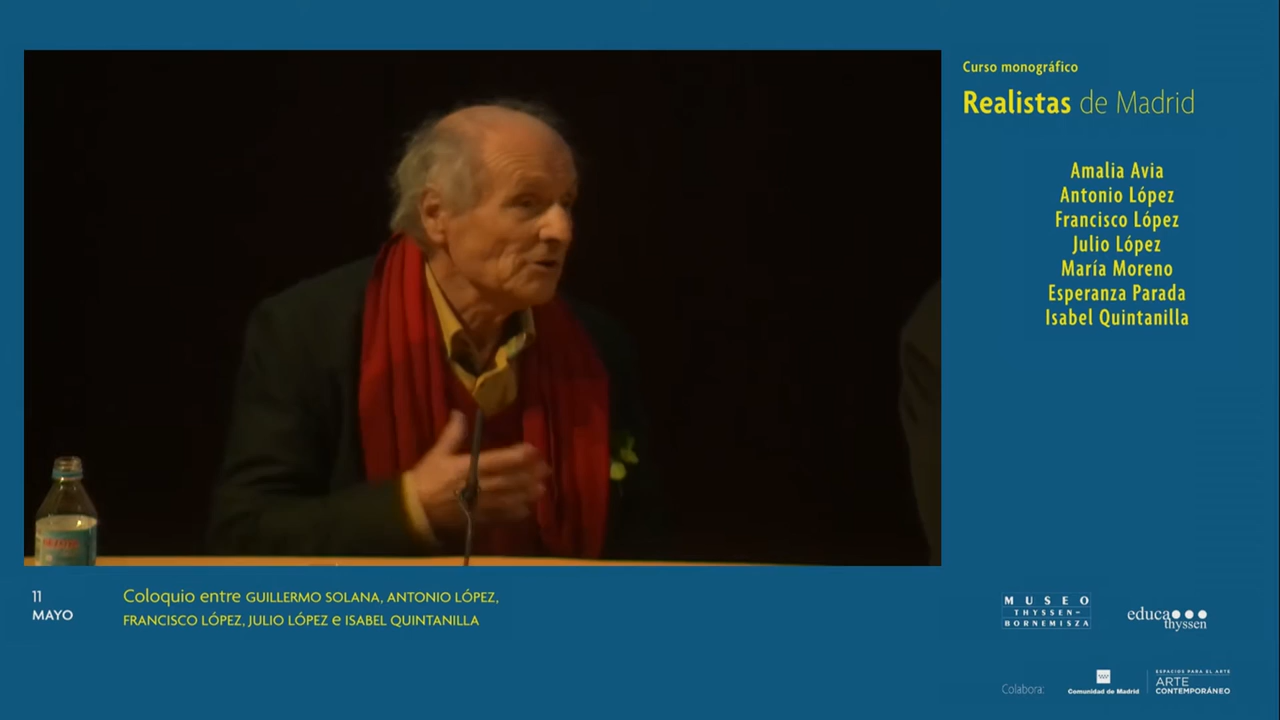 Curso monográfico
Realistas de Madrid
Amalia Avia
Antonio López
Francisco López
Julio López
María Moreno
Esperanza Parada
Isabel Quintanilla
11
MAYO
Coloquio entre GUILLERMO SOLANA, ANTONIO LÓPEZ,
FRANCISCO LÓPEZ, JULIO LÓPEZ e ISABEL QUINTANILLA
MUSEO
THYSSEN-
BORNEMISZA
educa
thyssen
Colabora:
Comunidad de Madrid
ESPACIOS PARA EL ARTE
ARTE
CONTEMPORÁNEO